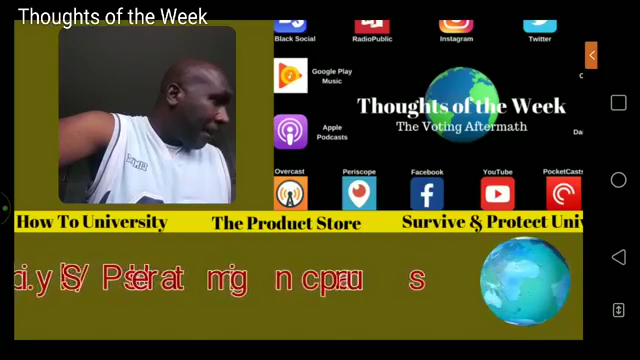 Thoughts of the Week
Black Social
RadioPublic
Instagram
Twitter
Google Play
Music
Thoughts of the Week
The Voting Aftermath
Apple
Podcasts
Overcast
Periscope
Facebook
YouTube
PocketCasts
How To University
The Product Store
Survive & Protect Univ